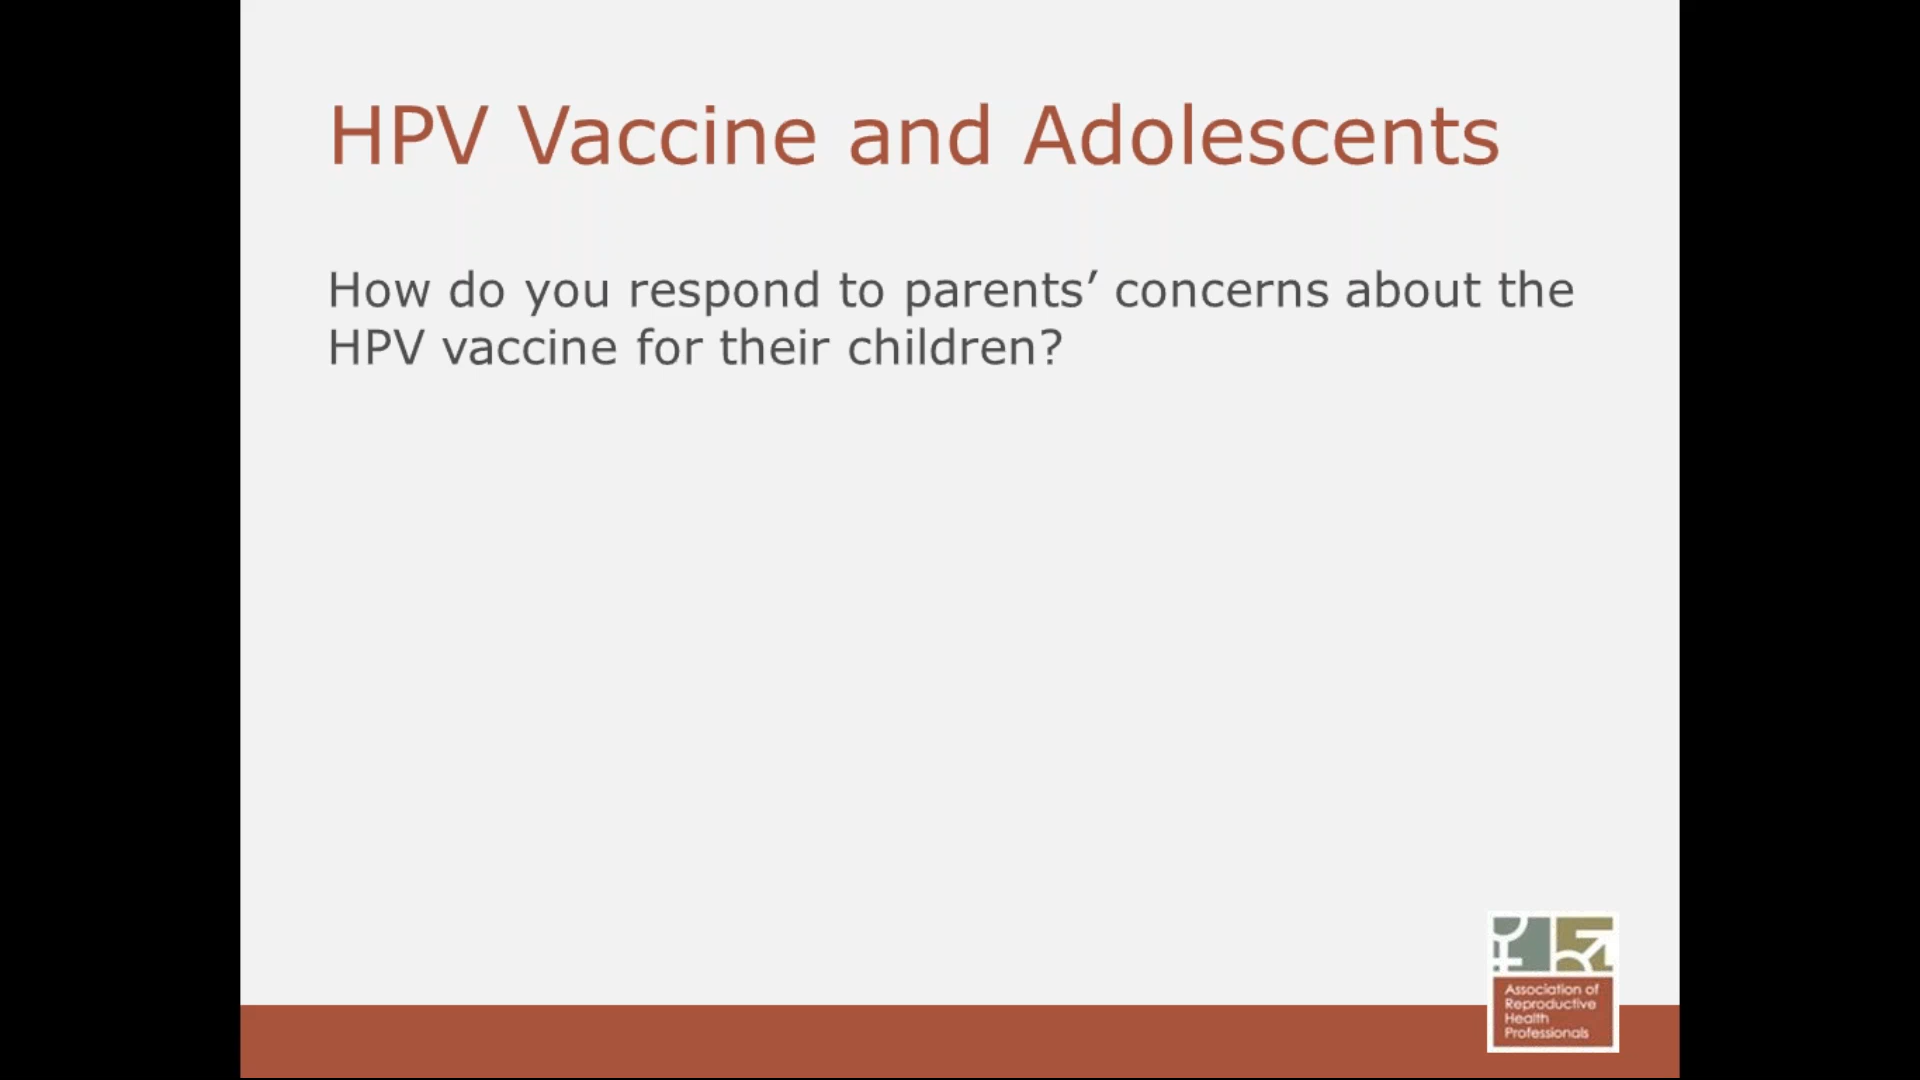 HPV Vaccine and Adolescents
How do you respond to parents’ concerns about the
HPV vaccine for their children?
Association of
Reproductive
Health
Professionals